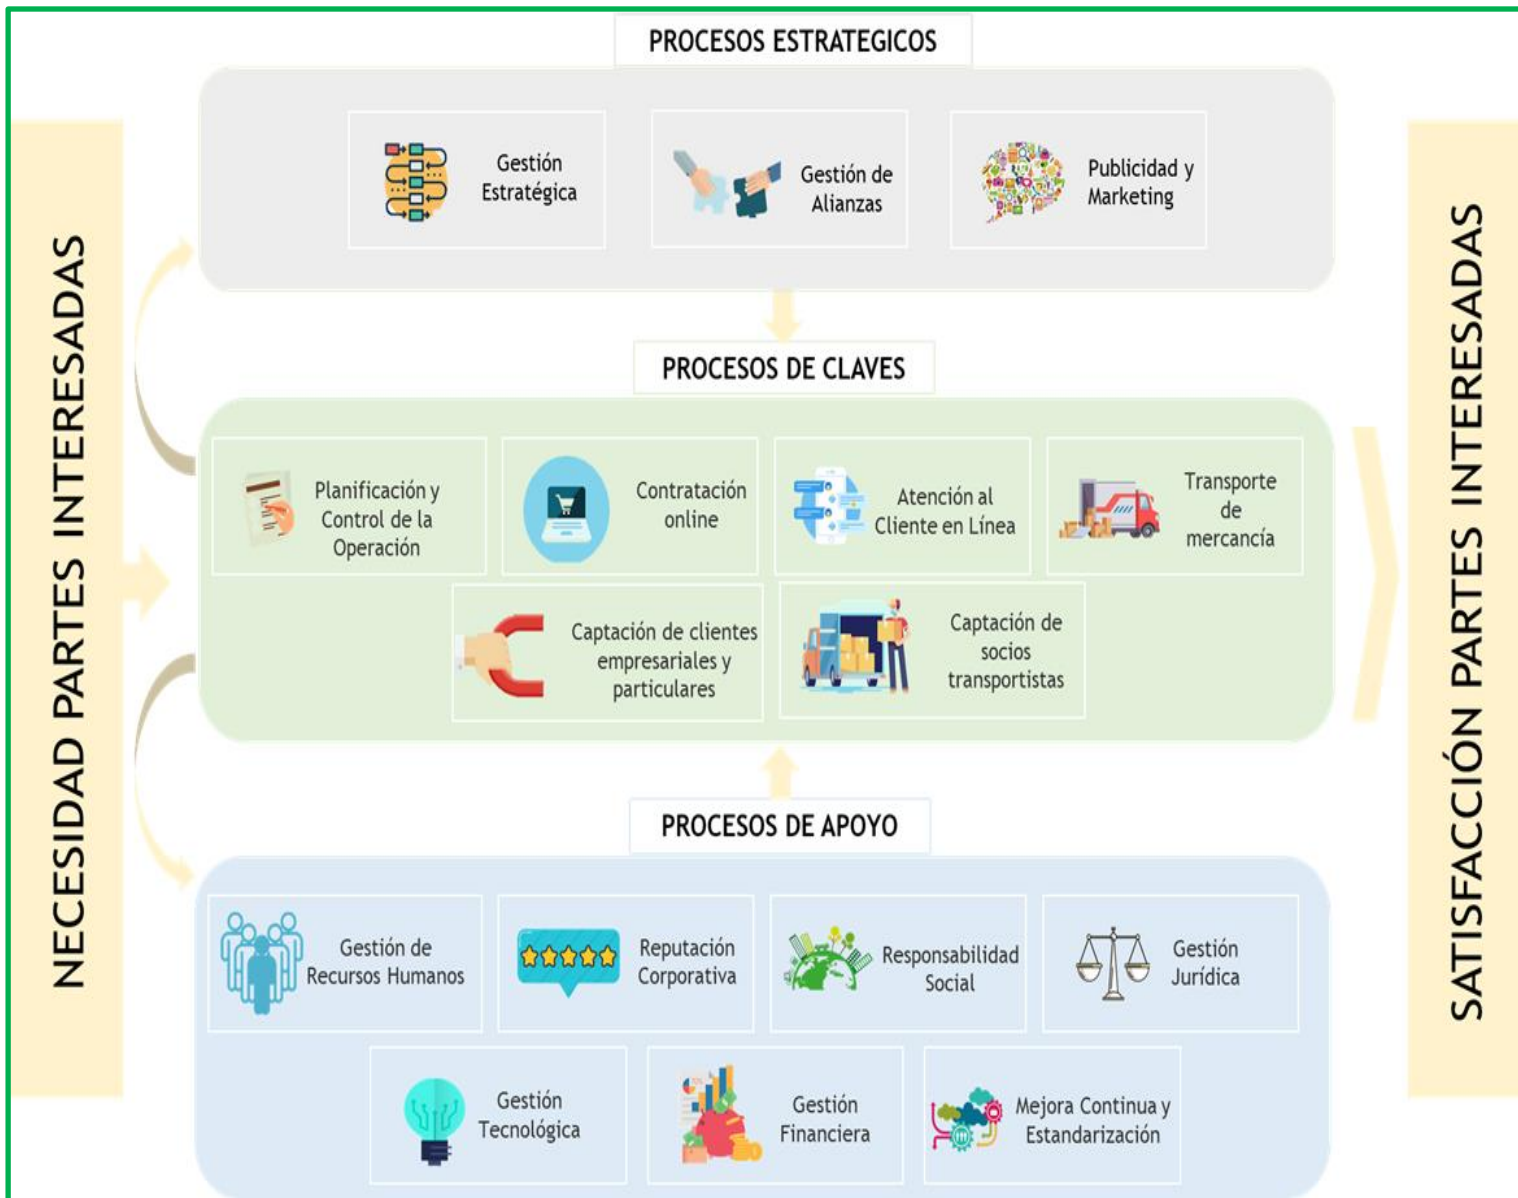 PROCESOS ESTRATEGICOS
Gestión
Estratégica
Gestión de
Alianzas
Publicidad y
Marketing
NECESIDAD PARTES INTERESADAS
PROCESOS DE CLAVES
Planificación y
Control de la
Operación
Contratación
online
Atención al
Cliente en Línea
Transporte
de
mercancía
Captación de clientes
empresariales y
particulares
Captación de
socios
transportistas
SATISFACCIÓN PARTES INTERESADAS
PROCESOS DE APOYO
Gestión de
Recursos Humanos
Reputación
Corporativa
Responsabilidad
Social
Gestión
Jurídica
Gestión
Tecnológica
Gestión
Financiera
Mejora Continua y
Estandarización